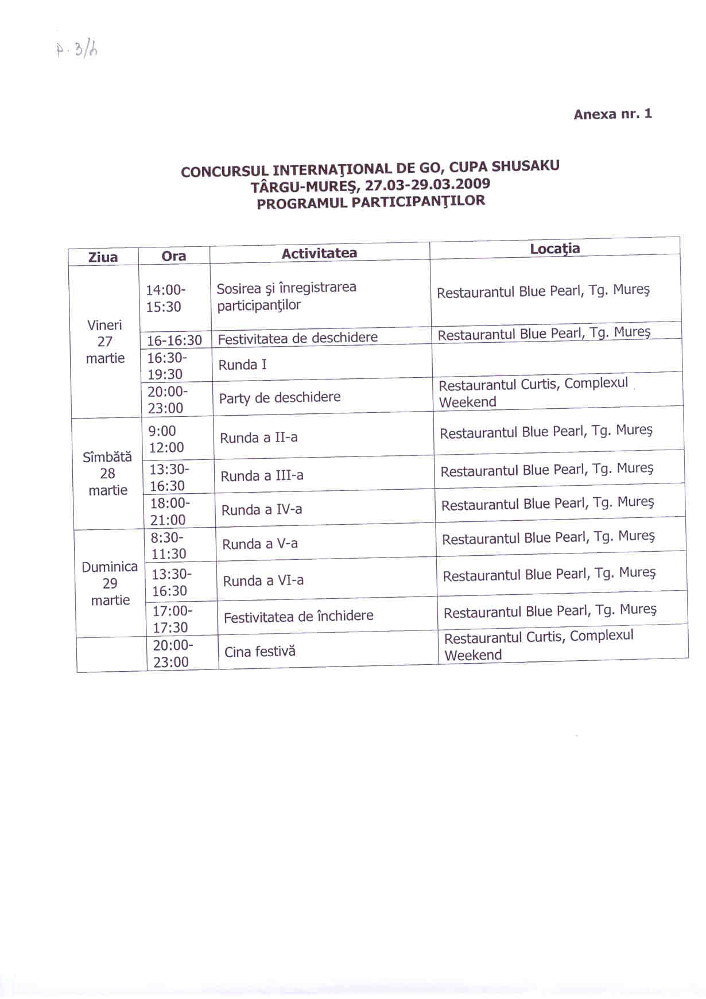 p. 3/h
Anexa nr. 1
CONCURSUL INTERNAŢIONAL DE GO, CUPA SHUSAKU
TÂRGU-MUREŞ, 27.03-29.03.2009
PROGRAMUL PARTICIPANŢILOR
Ziua Ora Activitatea Locaţia
Vineri
27
martie
14:00-
15:30
Sosirea şi înregistrarea
participanţilor
Restaurantul Blue Pearl, Tg. Mureş
16-16:30 Festivitatea de deschidere Restaurantul Blue Pearl, Tg. Mureş
16:30-
19:30
Runda I
20:00-
23:00
Party de deschidere
Restaurantul Curtis, Complexul
Weekend
Sîmbătă
28
martie
9:00
12:00
Runda a II-a
Restaurantul Blue Pearl, Tg. Mureş
13:30-
16:30
Runda a III-a
Restaurantul Blue Pearl, Tg. Mureş
18:00-
21:00
Runda a IV-a
Restaurantul Blue Pearl, Tg. Mureş
Duminica
29
martie
8:30-
11:30
Runda a V-a
Restaurantul Blue Pearl, Tg. Mureş
13:30-
16:30
Runda a VI-a
Restaurantul Blue Pearl, Tg. Mureş
17:00-
17:30
Festivitatea de închidere
Restaurantul Blue Pearl, Tg. Mureş
20:00-
23:00
Cina festivă
Restaurantul Curtis, Complexul
Weekend